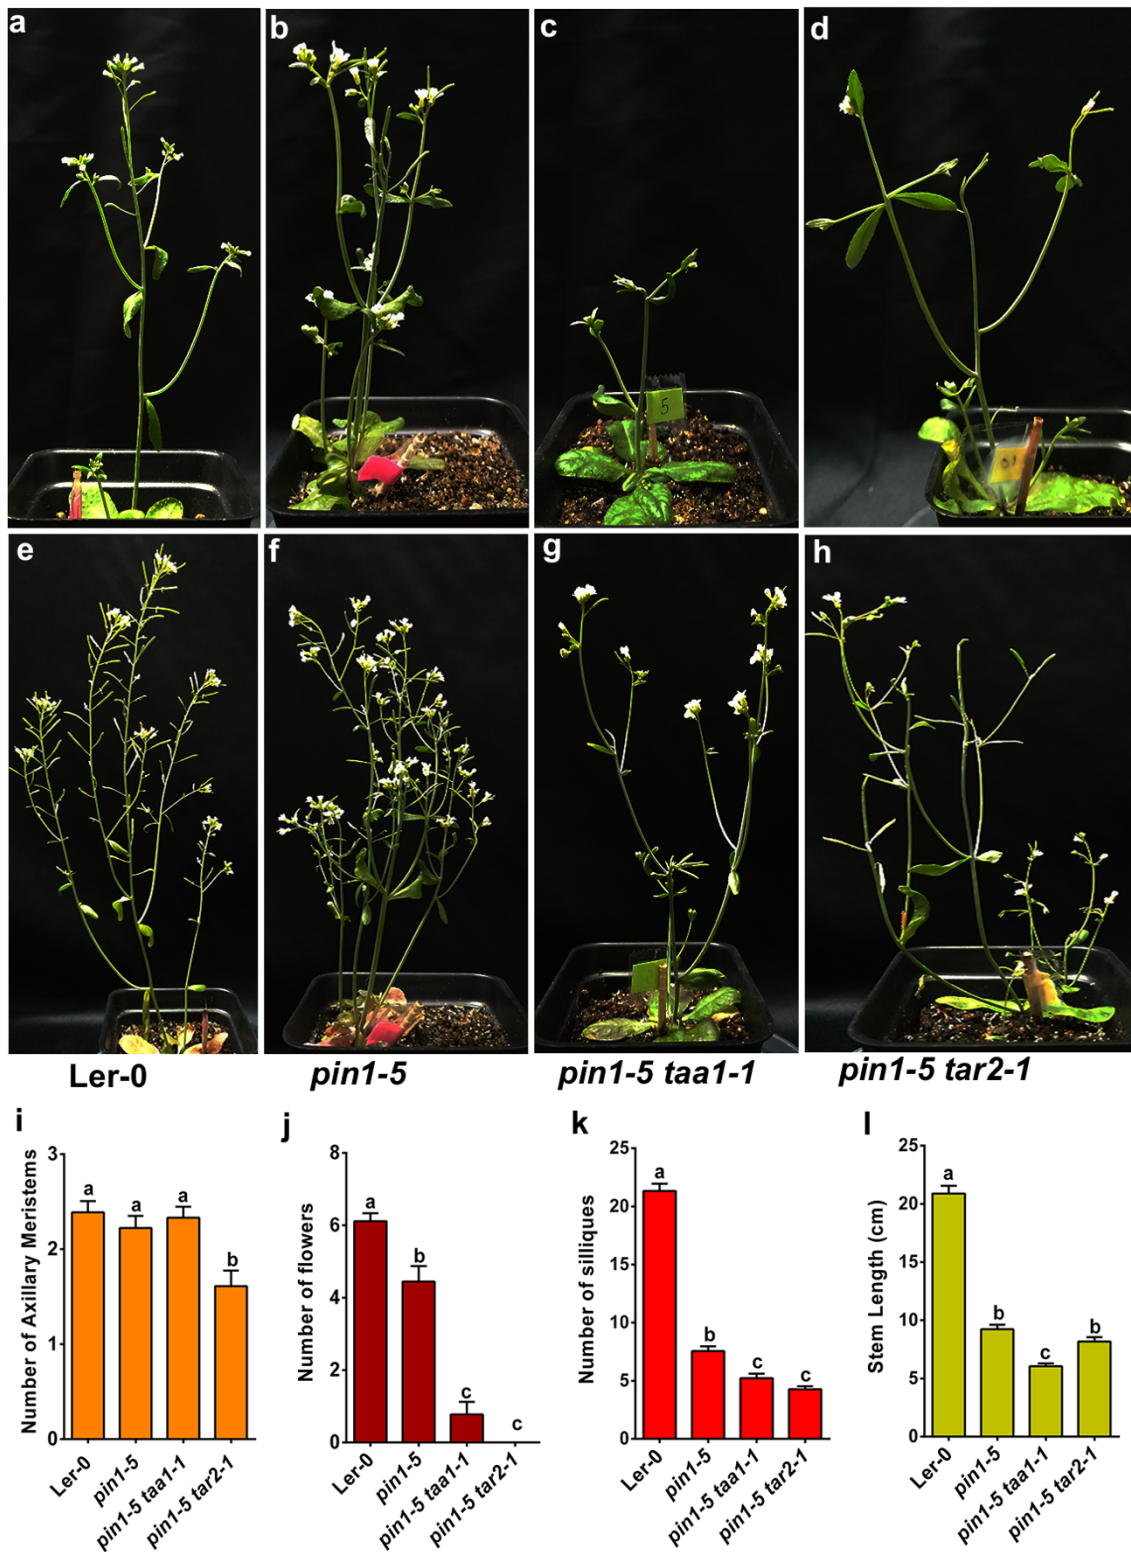 a
b
c
d
5
e
f
g
h
Ler-0
pin1-5
pin1-5 taa1-1
pin1-5 tar2-1
i
j
k
l
Number of Axillary Meristems
3
2
1
0
a
a
a
b
Ler-0
pin1-5
pin1-5 taa1-1
pin1-5 tar2-1
Number of flowers
8
6
4
2
0
a
b
c
c
Ler-0
pin1-5
pin1-5 taa1-1
pin1-5 tar2-1
Number of silliques
25
20
15
10
5
0
a
b
c
c
Ler-0
pin1-5
pin1-5 taa1-1
pin1-5 tar2-1
Stem Length (cm)
25
20
15
10
5
0
a
b
c
b
Ler-0
pin1-5
pin1-5 taa1-1
pin1-5 tar2-1